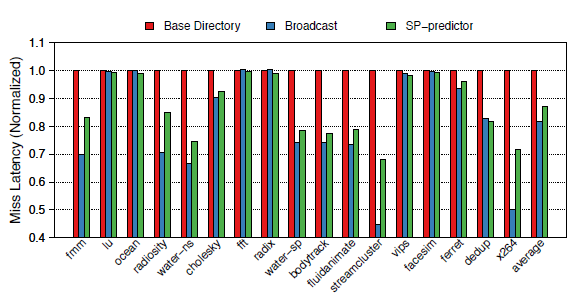 Base Directory Broadcast SP-predictor
Miss Latency (Normalized)
1.1
1.0
0.9
0.8
0.7
0.6
0.5
0.4
fmm lu ocean radiosity water-ns cholesky fft radix water-sp bodytrack fluidanimate streamcluster vips facesim ferret dedup x264 average